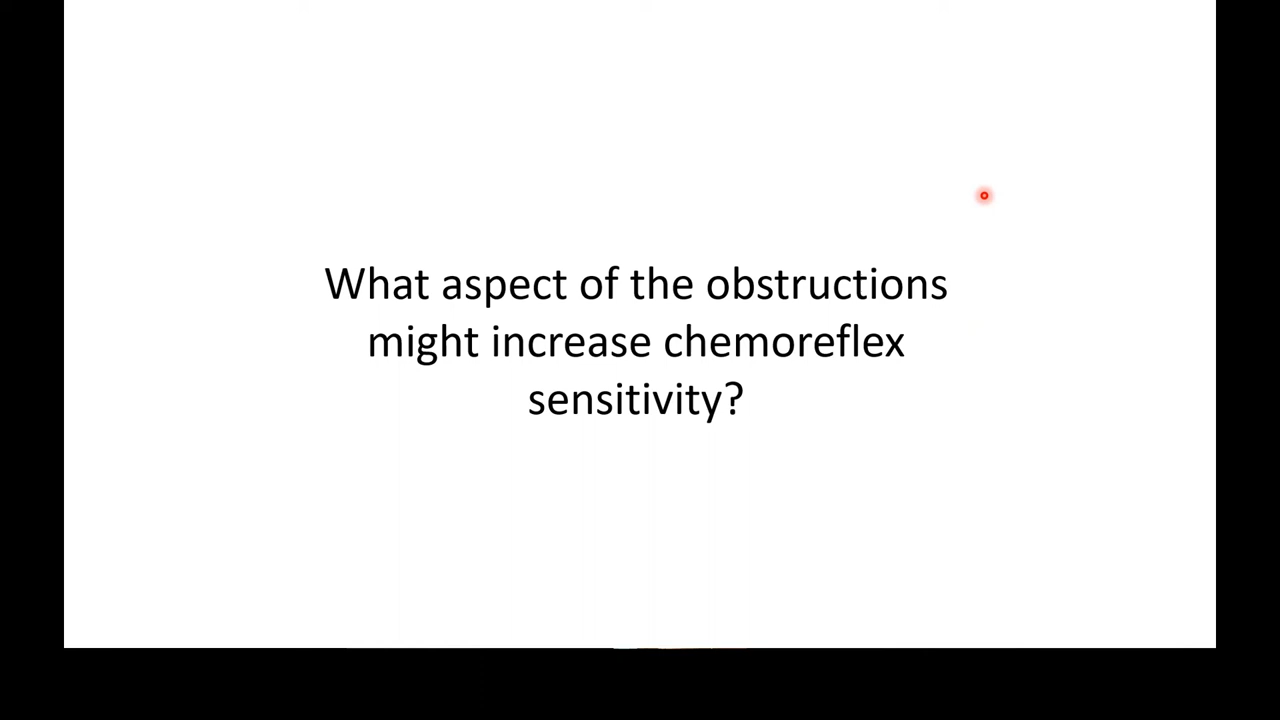 What aspect of the obstructions
might increase chemoreflex
sensitivity?